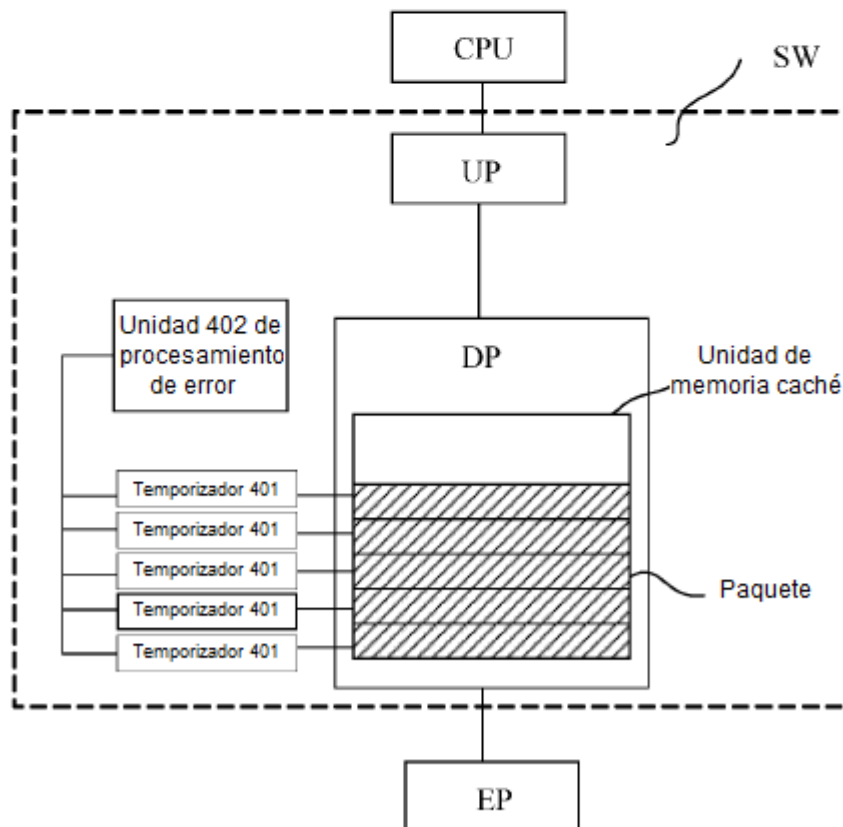 CPU
SW
UP
Unidad 402 de
procesamiento
de error
DP
Unidad de
memoria caché
Temporizador 401
Temporizador 401
Temporizador 401
Temporizador 401
Temporizador 401
Paquete
EP